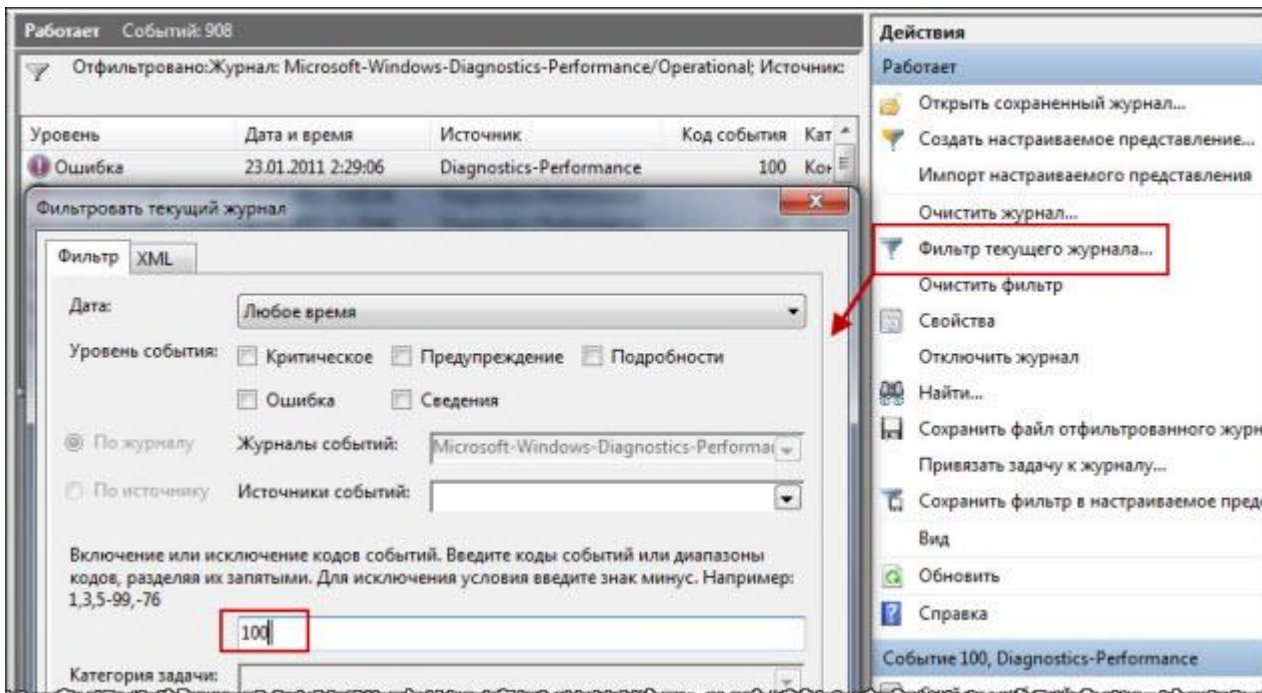 Работает Событий: 908
Отфильтровано:Журнал: Microsoft-Windows-Diagnostics-Performance/Operational; Источник:
Уровень Дата и время Источник Код события Кат
Ошибка 23.01.2011 2:29:06 Diagnostics-Performance 100 Кон
Фильтровать текущий журнал
Фильтр XML
Дата: Любое время
Уровень события: Критическое Предупреждение Подробности
Ошибка Сведения
По журналу Журналы событий: Microsoft-Windows-Diagnostics-Performa
По источнику Источники событий:
Включение или исключение кодов событий. Введите коды событий или диапазоны
кодов, разделяя их запятыми. Для исключения условия введите знак минус. Например:
1,3,5-99,-76
100
Категория задачи:
Действия
Работает
Открыть сохраненный журнал...
Создать настраиваемое представление...
Импорт настраиваемого представления
Очистить журнал...
Фильтр текущего журнала...
Очистить фильтр
Свойства
Отключить журнал
Найти...
Сохранить файл отфильтрованного журн
Привязать задачу к журналу...
Сохранить фильтр в настраиваемое пред
Вид
Обновить
Справка
Событие 100, Diagnostics-Performance